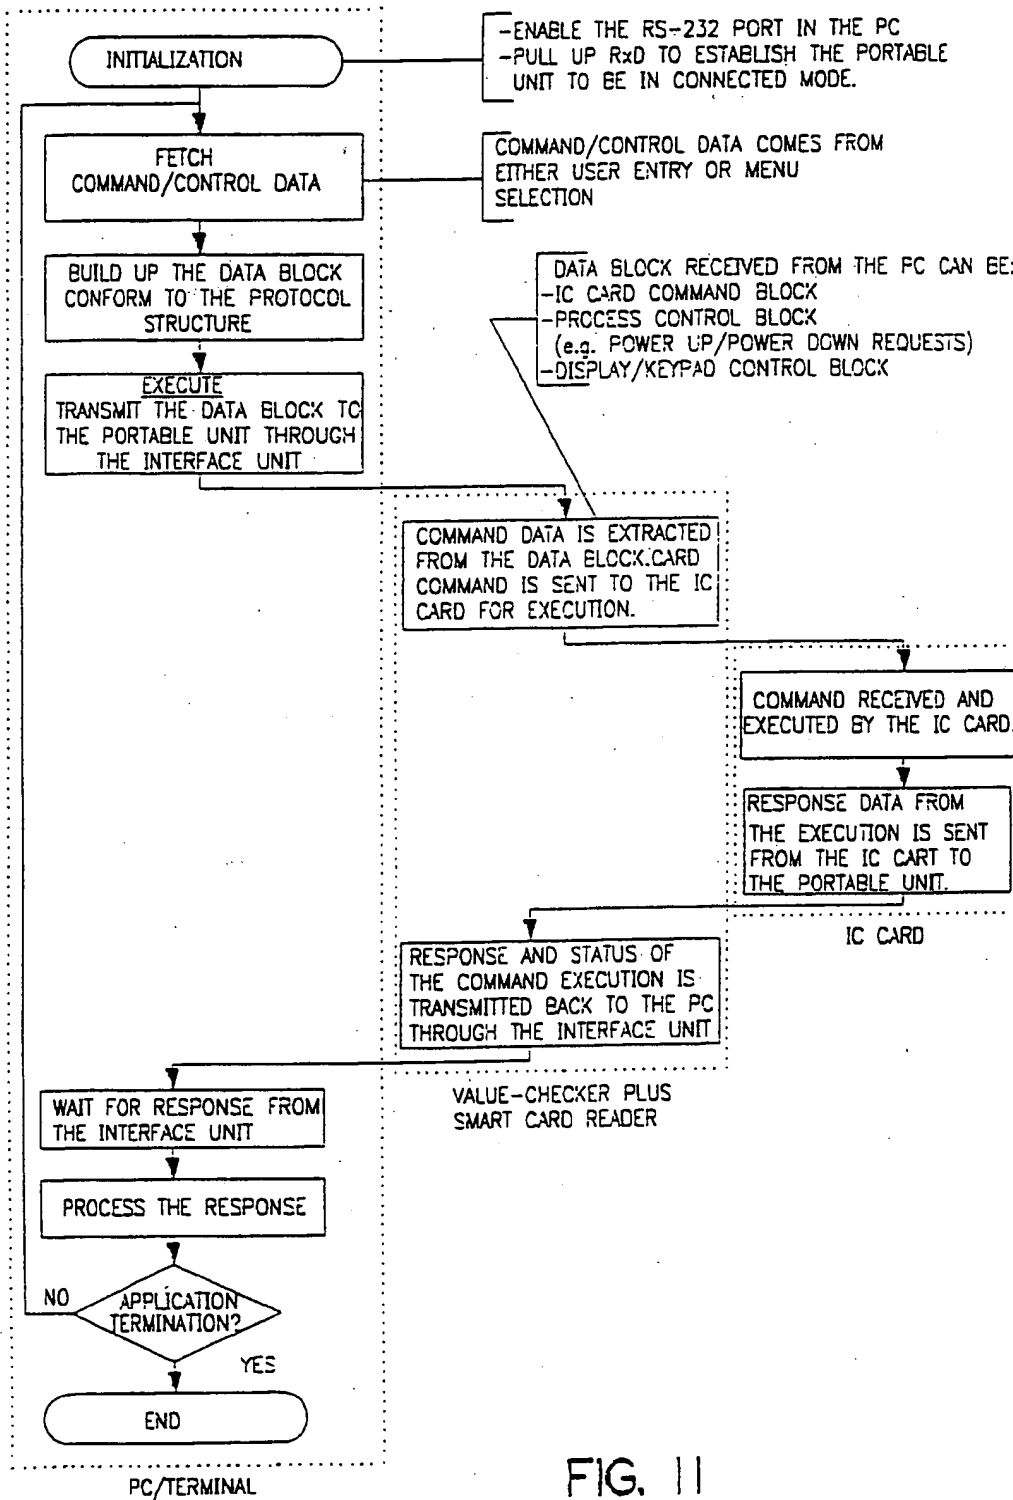 INITIALIZATION
-ENABLE THE RS-232 PORT IN THE PC
-PULL UP RxD TO ESTABLISH THE PORTABLE
UNIT TO BE IN CONNECTED MODE.
FETCH
COMMAND/CONTROL DATA
COMMAND/CONTROL DATA COMES FROM
EITHER USER ENTRY OR MENU
SELECTION
BUILD UP THE DATA BLOCK
CONFORM TO THE PROTOCOL
STRUCTURE
DATA BLOCK RECEIVED FROM THE PC CAN BE:
-IC CARD COMMAND BLOCK
-PROCESS CONTROL BLOCK
(e.g. POWER UP/POWER DOWN REQUESTS)
-DISPLAY/KEYPAD CONTROL BLOCK
EXECUTE
TRANSMIT THE DATA BLOCK TO
THE PORTABLE UNIT THROUGH
THE INTERFACE UNIT
COMMAND DATA IS EXTRACTED
FROM THE DATA BLOCK.CARD
COMMAND IS SENT TO THE IC
CARD FOR EXECUTION.
COMMAND RECEIVED AND
EXECUTED BY THE IC CARD.
RESPONSE DATA FROM
THE EXECUTION IS SENT
FROM THE IC CART TO
THE PORTABLE UNIT.
IC CARD
RESPONSE AND STATUS OF
THE COMMAND EXECUTION IS
TRANSMITTED BACK TO THE PC
THROUGH THE INTERFACE UNIT
VALUE-CHECKER PLUS
SMART CARD READER
WAIT FOR RESPONSE FROM
THE INTERFACE UNIT
PROCESS THE RESPONSE
NO
APPLICATION
TERMINATION?
YES
END
PC/TERMINAL
FIG. 11